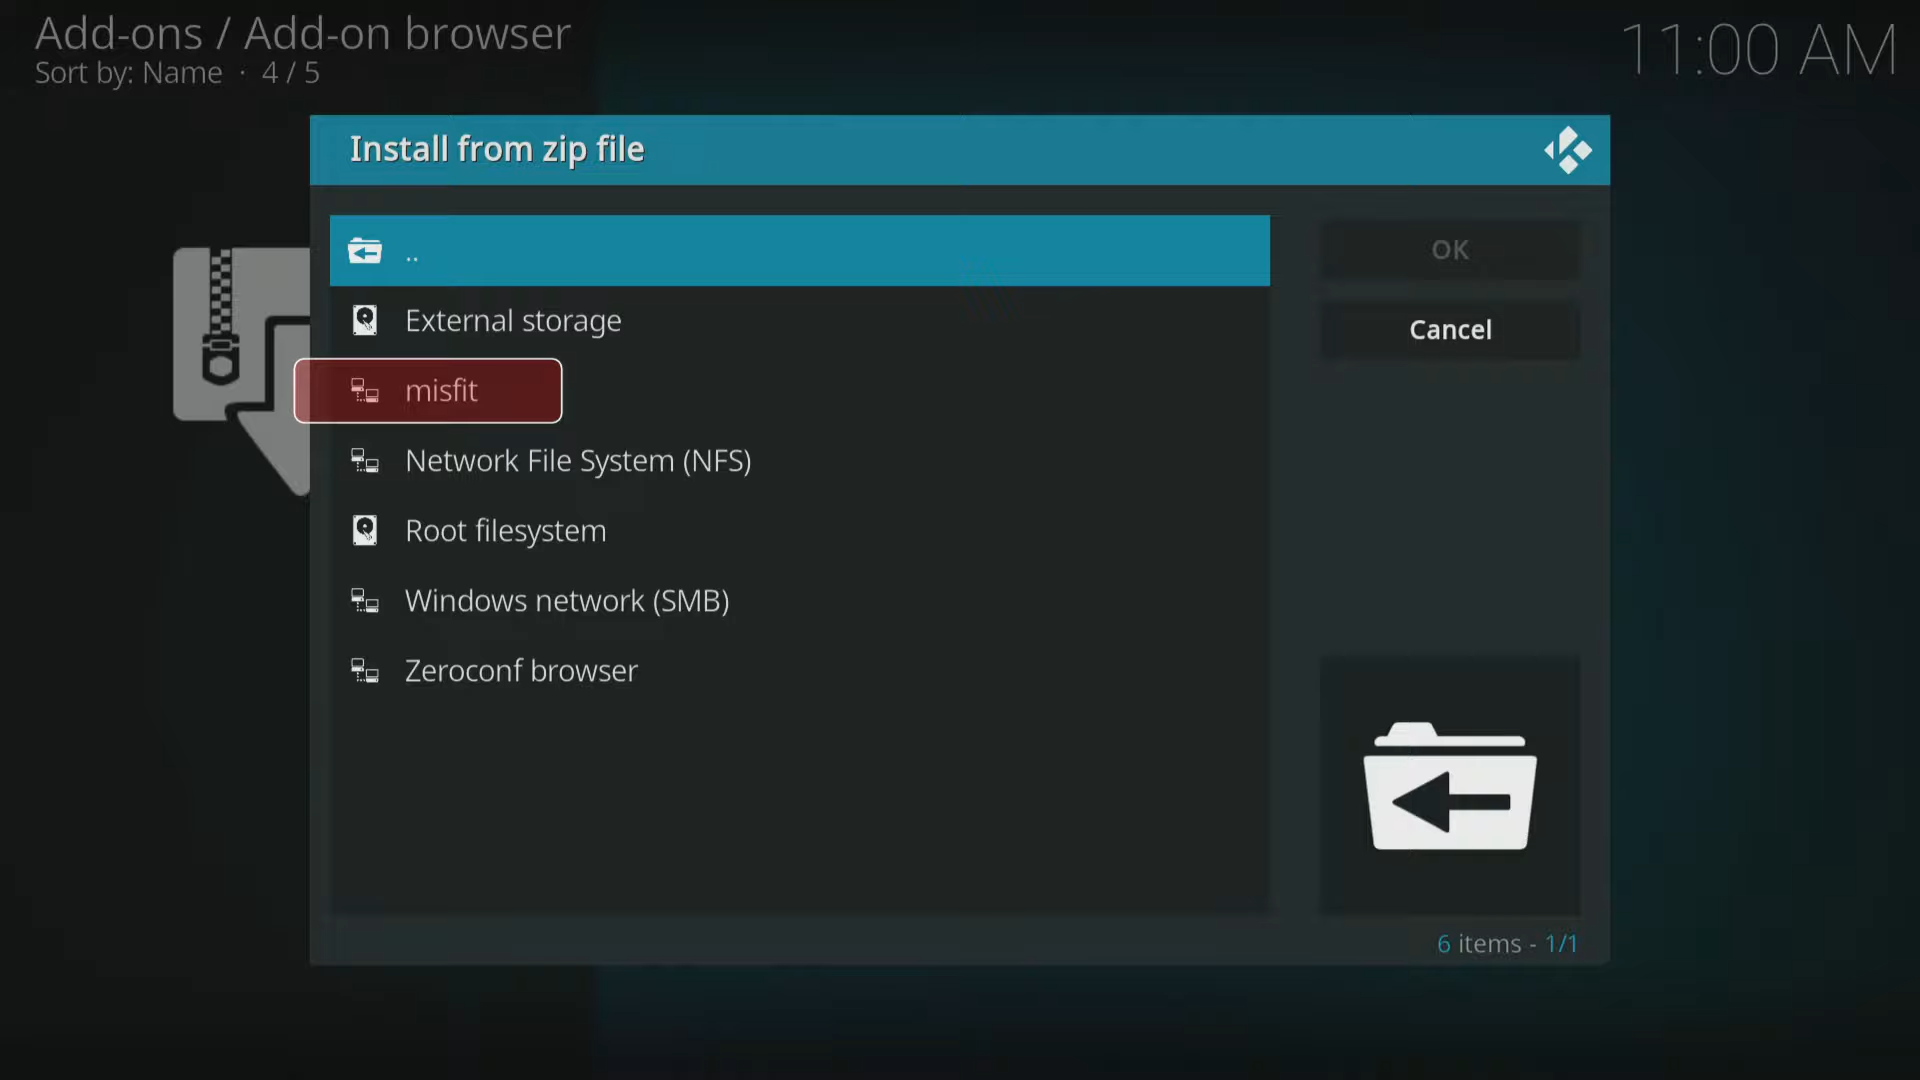 Add-ons / Add-on browser
Sort by: Name · 4 / 5
11:00 AM
Install from zip file
..
External storage
misfit
Network File System (NFS)
Root filesystem
Windows network (SMB)
Zeroconf browser
OK
Cancel
6 items - 1/1